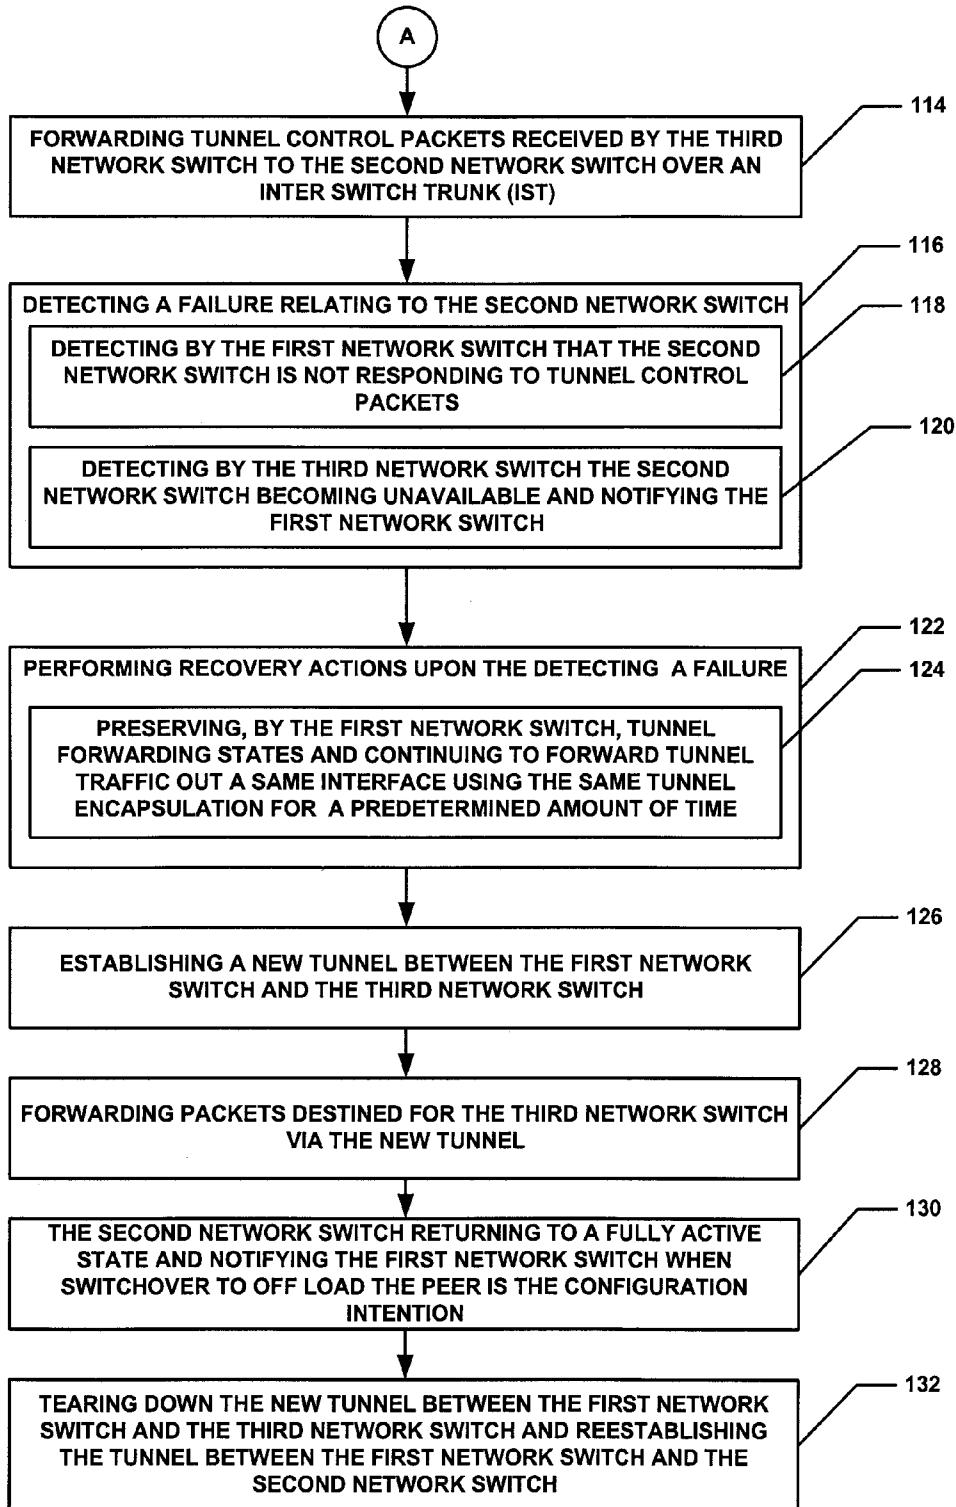 A
114
FORWARDING TUNNEL CONTROL PACKETS RECEIVED BY THE THIRD
NETWORK SWITCH TO THE SECOND NETWORK SWITCH OVER AN
INTER SWITCH TRUNK (IST)
116
DETECTING A FAILURE RELATING TO THE SECOND NETWORK SWITCH
118
DETECTING BY THE FIRST NETWORK SWITCH THAT THE SECOND
NETWORK SWITCH IS NOT RESPONDING TO TUNNEL CONTROL
PACKETS
120
DETECTING BY THE THIRD NETWORK SWITCH THE SECOND
NETWORK SWITCH BECOMING UNAVAILABLE AND NOTIFYING THE
FIRST NETWORK SWITCH
122
PERFORMING RECOVERY ACTIONS UPON THE DETECTING A FAILURE
124
PRESERVING, BY THE FIRST NETWORK SWITCH, TUNNEL
FORWARDING STATES AND CONTINUING TO FORWARD TUNNEL
TRAFFIC OUT A SAME INTERFACE USING THE SAME TUNNEL
ENCAPSULATION FOR A PREDETERMINED AMOUNT OF TIME
126
ESTABLISHING A NEW TUNNEL BETWEEN THE FIRST NETWORK
SWITCH AND THE THIRD NETWORK SWITCH
128
FORWARDING PACKETS DESTINED FOR THE THIRD NETWORK SWITCH
VIA THE NEW TUNNEL
130
THE SECOND NETWORK SWITCH RETURNING TO A FULLY ACTIVE
STATE AND NOTIFYING THE FIRST NETWORK SWITCH WHEN
SWITCHOVER TO OFF LOAD THE PEER IS THE CONFIGURATION
INTENTION
132
TEARING DOWN THE NEW TUNNEL BETWEEN THE FIRST NETWORK
SWITCH AND THE THIRD NETWORK SWITCH AND REESTABLISHING
THE TUNNEL BETWEEN THE FIRST NETWORK SWITCH AND THE
SECOND NETWORK SWITCH